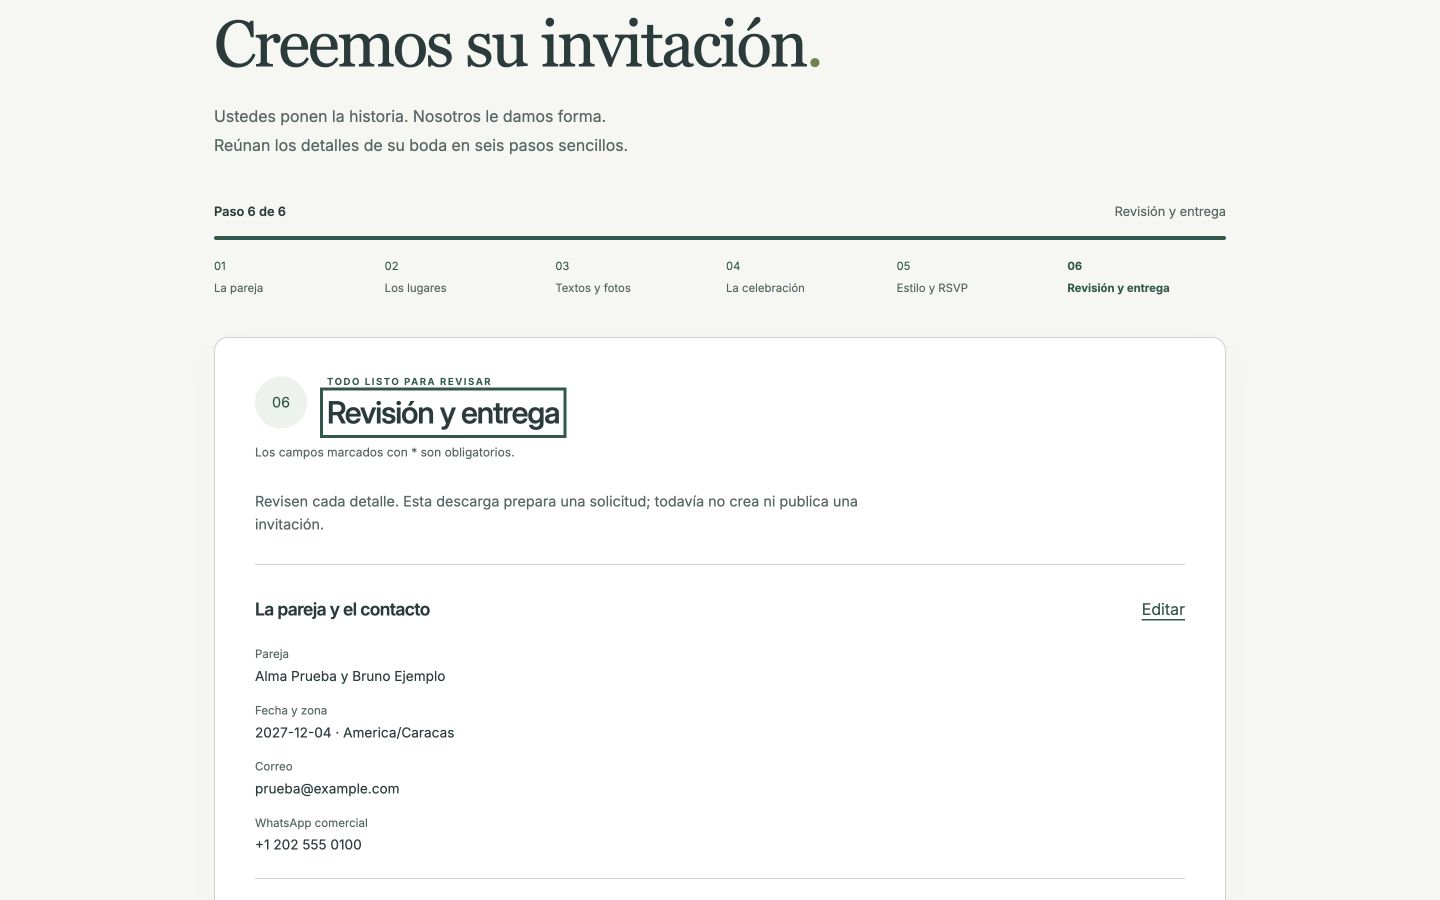 Creemos su invitación.
Ustedes ponen la historia. Nosotros le damos forma.
Reúnan los detalles de su boda en seis pasos sencillos.
Paso 6 de 6
Revisión y entrega
01
La pareja
02
Los lugares
03
Textos y fotos
04
La celebración
05
Estilo y RSVP
06
Revisión y entrega
06
TODO LISTO PARA REVISAR
Revisión y entrega
Los campos marcados con * son obligatorios.
Revisen cada detalle. Esta descarga prepara una solicitud; todavía no crea ni publica una
invitación.
La pareja y el contacto
Editar
Pareja
Alma Prueba y Bruno Ejemplo
Fecha y zona
2027-12-04 · America/Caracas
Correo
prueba@example.com
WhatsApp comercial
+1 202 555 0100